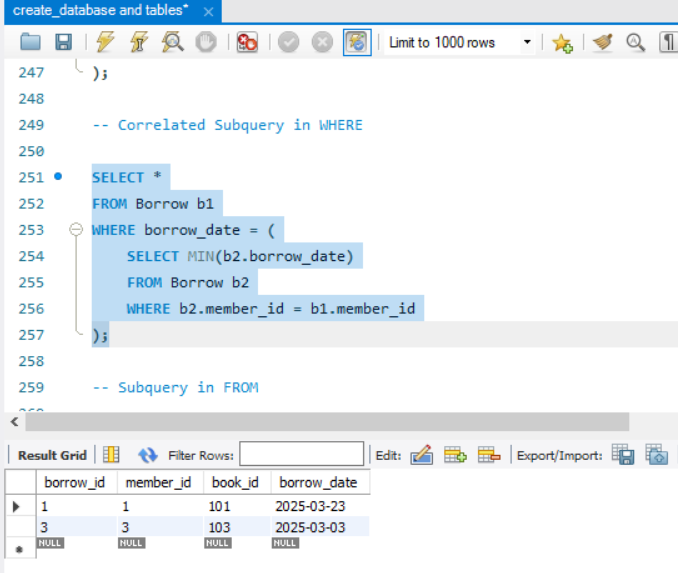 create_database and tables* ×
Limit to 1000 rows
247 );
248
249 -- Correlated Subquery in WHERE
250
251 SELECT *
252 FROM Borrow b1
253 WHERE borrow_date = (
254 SELECT MIN(b2.borrow_date)
255 FROM Borrow b2
256 WHERE b2.member_id = b1.member_id
257 );
258
259 -- Subquery in FROM
Result Grid Filter Rows: Edit: Export/Import:
borrow_id member_id book_id borrow_date
1 1 101 2025-03-23
3 3 103 2025-03-03
NULL NULL NULL NULL